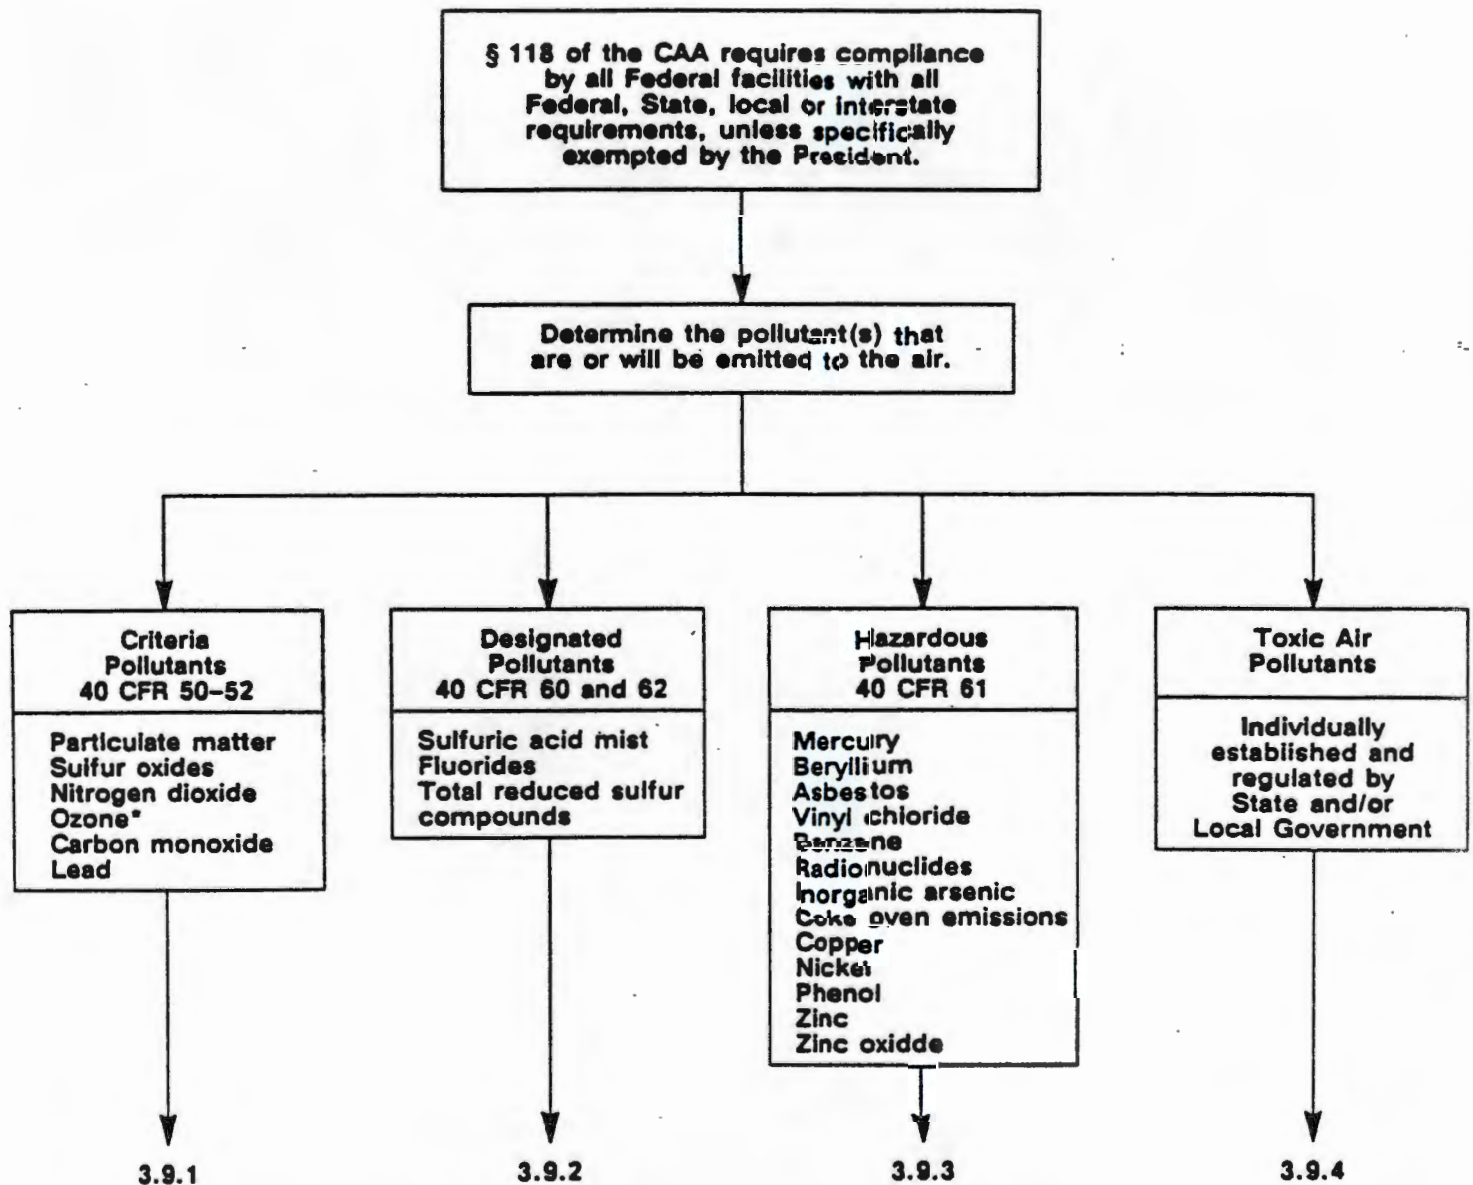 § 118 of the CAA requires compliance
by all Federal facilities with all
Federal, State, local or interstate
requirements, unless specifically
exempted by the President.
Determine the pollutant(s) that
are or will be emitted to the air.
Criteria
Pollutants
40 CFR 50-52
Particulate matter
Sulfur oxides
Nitrogen dioxide
Ozone*
Carbon monoxide
Lead
3.9.1
Designated
Pollutants
40 CFR 60 and 62
Sulfuric acid mist
Fluorides
Total reduced sulfur
compounds
3.9.2
Hazardous
Pollutants
40 CFR 61
Mercury
Beryllium
Asbestos
Vinyl chloride
Benzene
Radionuclides
Inorganic arsenic
Coke oven emissions
Copper
Nickel
Phenol
Zinc
Zinc oxidde
3.9.3
Toxic Air
Pollutants
Individually
established and
regulated by
State and/or
Local Government
3.9.4